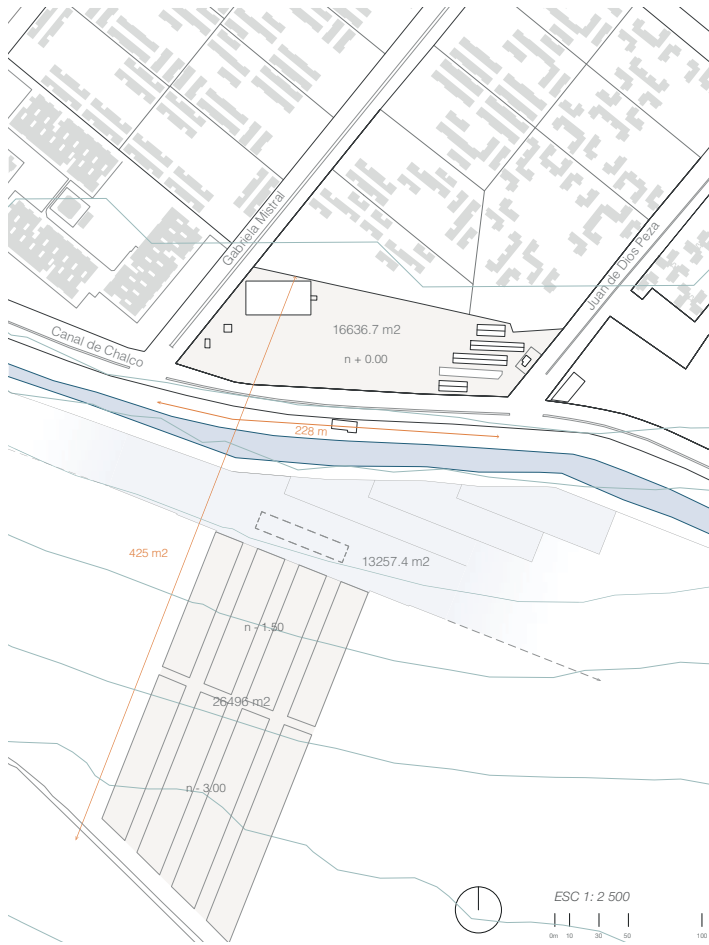 Gabriela Mistral
Juan de Dios Peza
Canal de Chalco
16636.7 m2
n + 0.00
228 m
425 m2
13257.4 m2
n - 1.50
26496 m2
n - 3.00
ESC 1: 2 500
0m 10 30 50 100